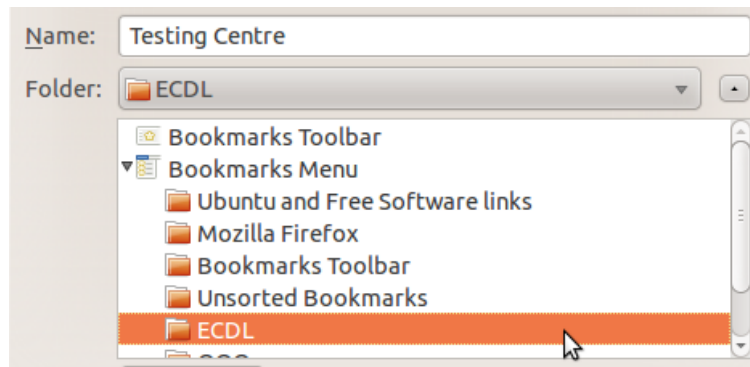 Name: Testing Centre
Folder: ECDL
Bookmarks Toolbar
Bookmarks Menu
Ubuntu and Free Software links
Mozilla Firefox
Bookmarks Toolbar
Unsorted Bookmarks
ECDL